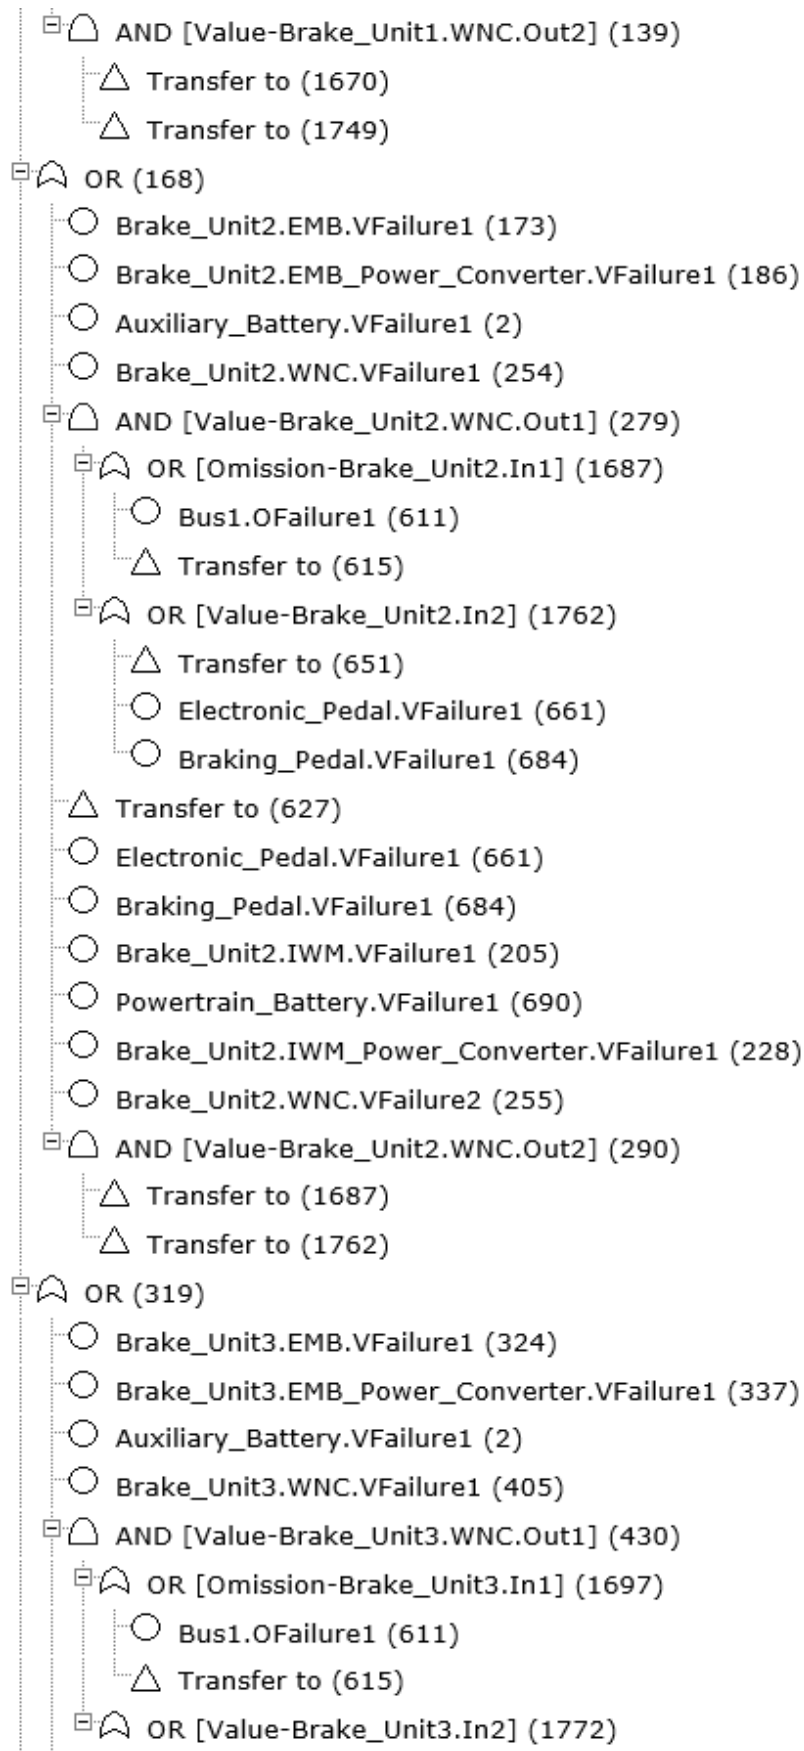 AND [Value-Brake_Unit1.WNC.Out2] (139)
Transfer to (1670)
Transfer to (1749)
OR (168)
Brake_Unit2.EMB.VFailure1 (173)
Brake_Unit2.EMB_Power_Converter.VFailure1 (186)
Auxiliary_Battery.VFailure1 (2)
Brake_Unit2.WNC.VFailure1 (254)
AND [Value-Brake_Unit2.WNC.Out1] (279)
OR [Omission-Brake_Unit2.In1] (1687)
Bus1.OFailure1 (611)
Transfer to (615)
OR [Value-Brake_Unit2.In2] (1762)
Transfer to (651)
Electronic_Pedal.VFailure1 (661)
Braking_Pedal.VFailure1 (684)
Transfer to (627)
Electronic_Pedal.VFailure1 (661)
Braking_Pedal.VFailure1 (684)
Brake_Unit2.IWM.VFailure1 (205)
Powertrain_Battery.VFailure1 (690)
Brake_Unit2.IWM_Power_Converter.VFailure1 (228)
Brake_Unit2.WNC.VFailure2 (255)
AND [Value-Brake_Unit2.WNC.Out2] (290)
Transfer to (1687)
Transfer to (1762)
OR (319)
Brake_Unit3.EMB.VFailure1 (324)
Brake_Unit3.EMB_Power_Converter.VFailure1 (337)
Auxiliary_Battery.VFailure1 (2)
Brake_Unit3.WNC.VFailure1 (405)
AND [Value-Brake_Unit3.WNC.Out1] (430)
OR [Omission-Brake_Unit3.In1] (1697)
Bus1.OFailure1 (611)
Transfer to (615)
OR [Value-Brake_Unit3.In2] (1772)